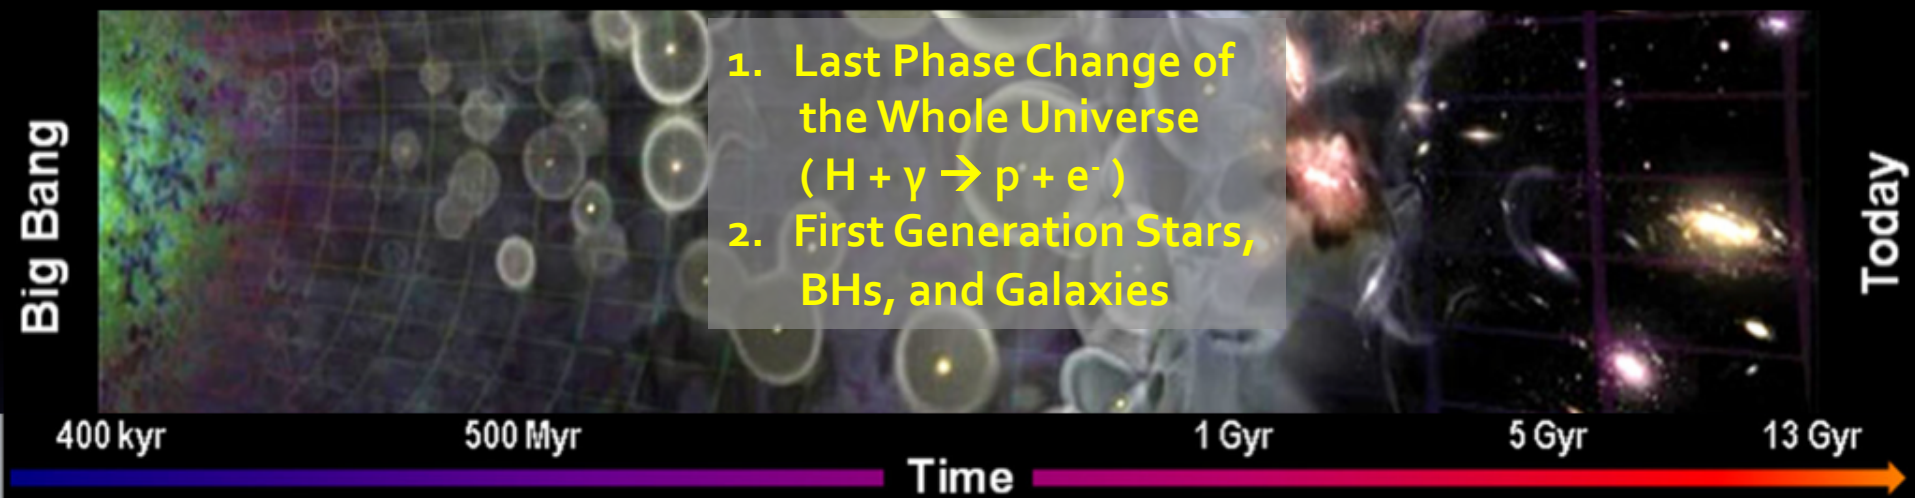 Big Bang
1. Last Phase Change of
the Whole Universe
( H + γ → p + e⁻ )
2. First Generation Stars,
BHs, and Galaxies
Today
400 kyr
500 Myr
1 Gyr
5 Gyr
13 Gyr
Time